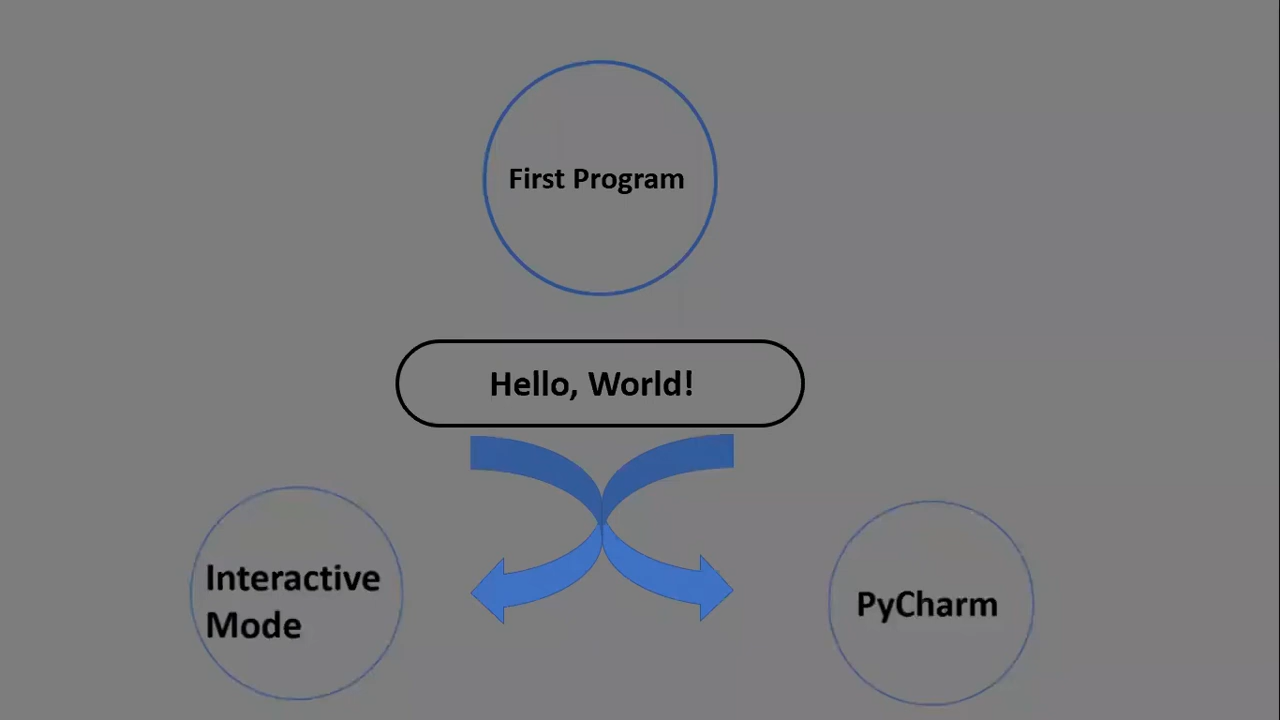 First Program
Hello, World!
Interactive
Mode
PyCharm